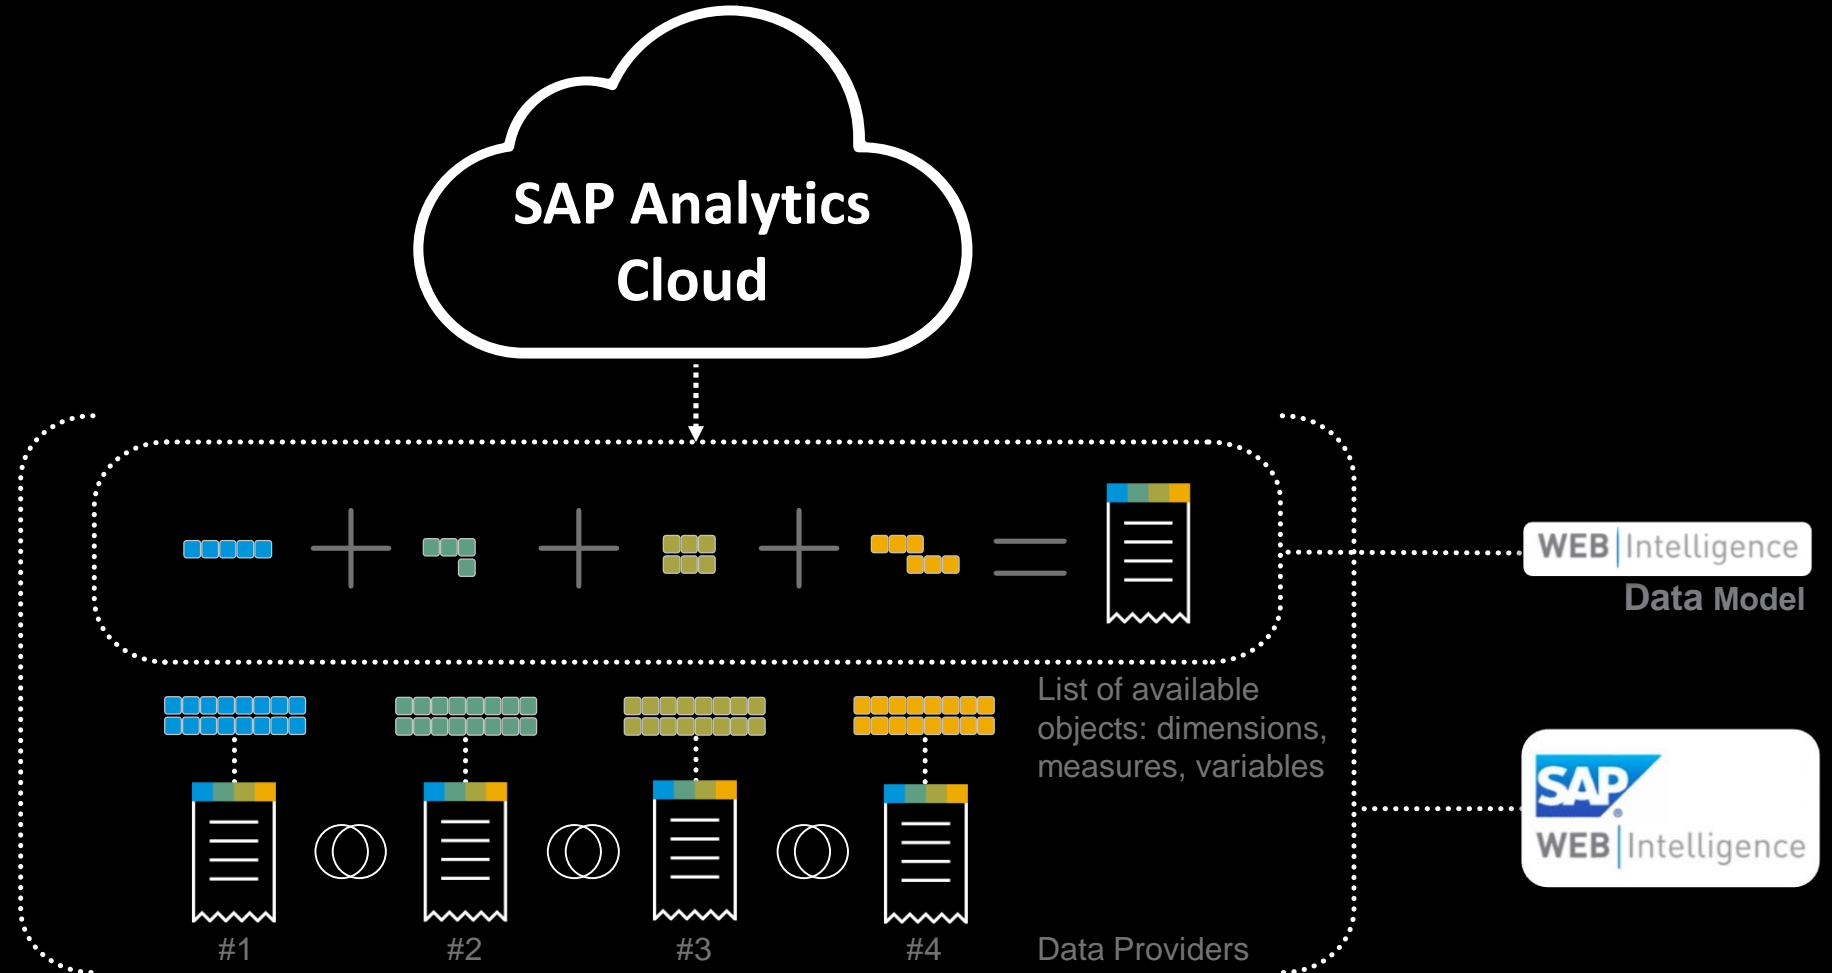 SAP Analytics
Cloud
WEB Intelligence
Data Model
List of available
objects: dimensions,
measures, variables
SAP®
WEB Intelligence
#1 #2 #3 #4 Data Providers